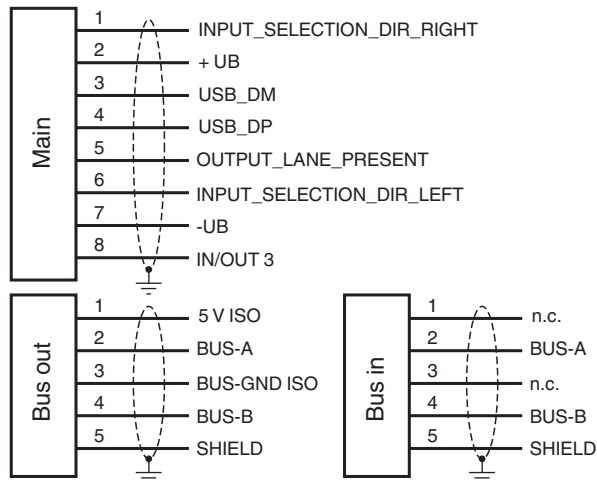 Main
1 INPUT_SELECTION_DIR_RIGHT
2 + UB
3 USB_DM
4 USB_DP
5 OUTPUT_LANE_PRESENT
6 INPUT_SELECTION_DIR_LEFT
7 -UB
8 IN/OUT 3
Bus out
1 5 V ISO
2 BUS-A
3 BUS-GND ISO
4 BUS-B
5 SHIELD
Bus in
1 n.c.
2 BUS-A
3 n.c.
4 BUS-B
5 SHIELD